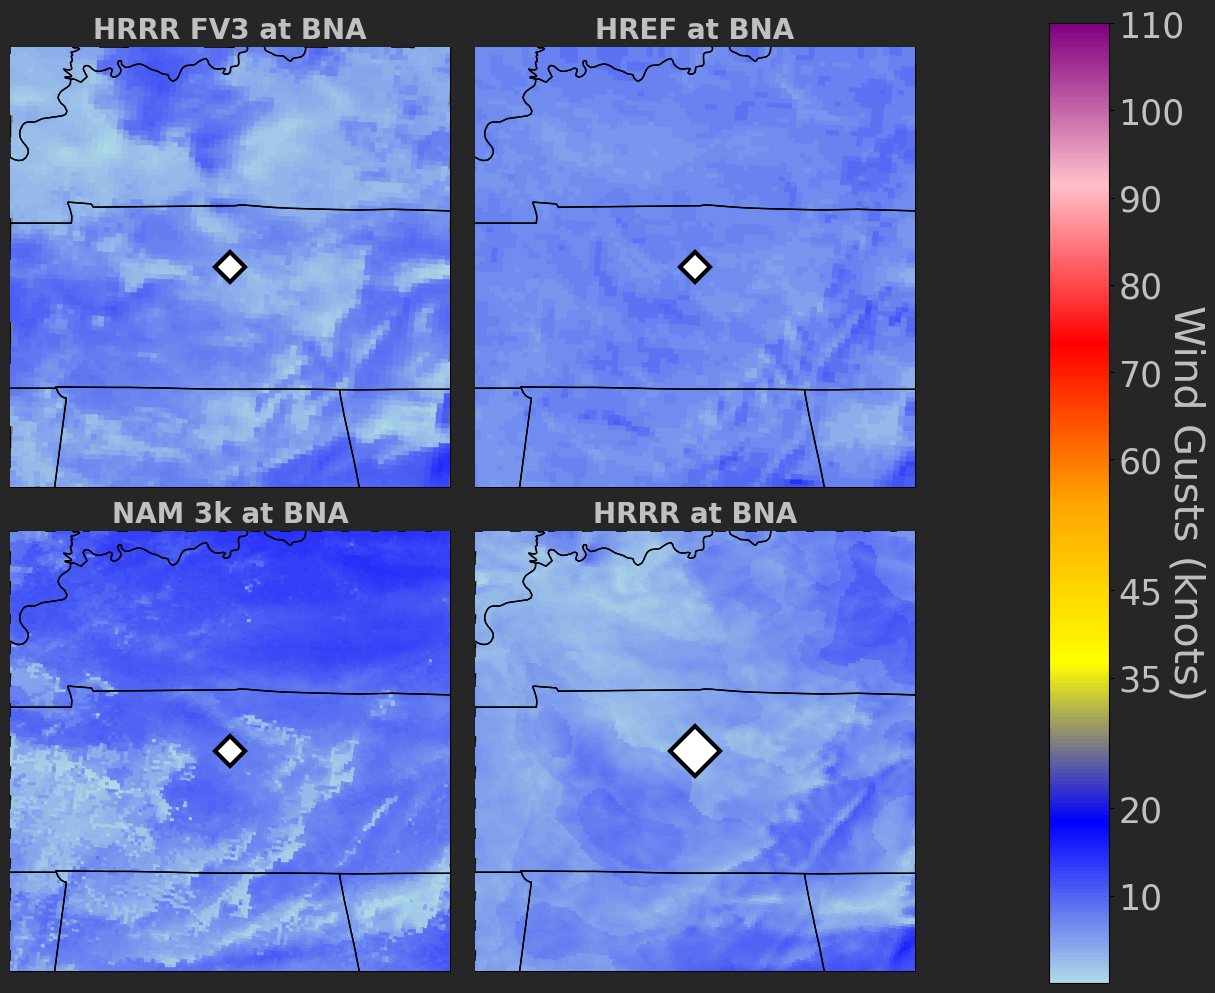 HRRR FV3 at BNA
HREF at BNA
NAM 3k at BNA
HRRR at BNA
110
100
90
80
70
60
45
35
20
10
Wind Gusts (knots)